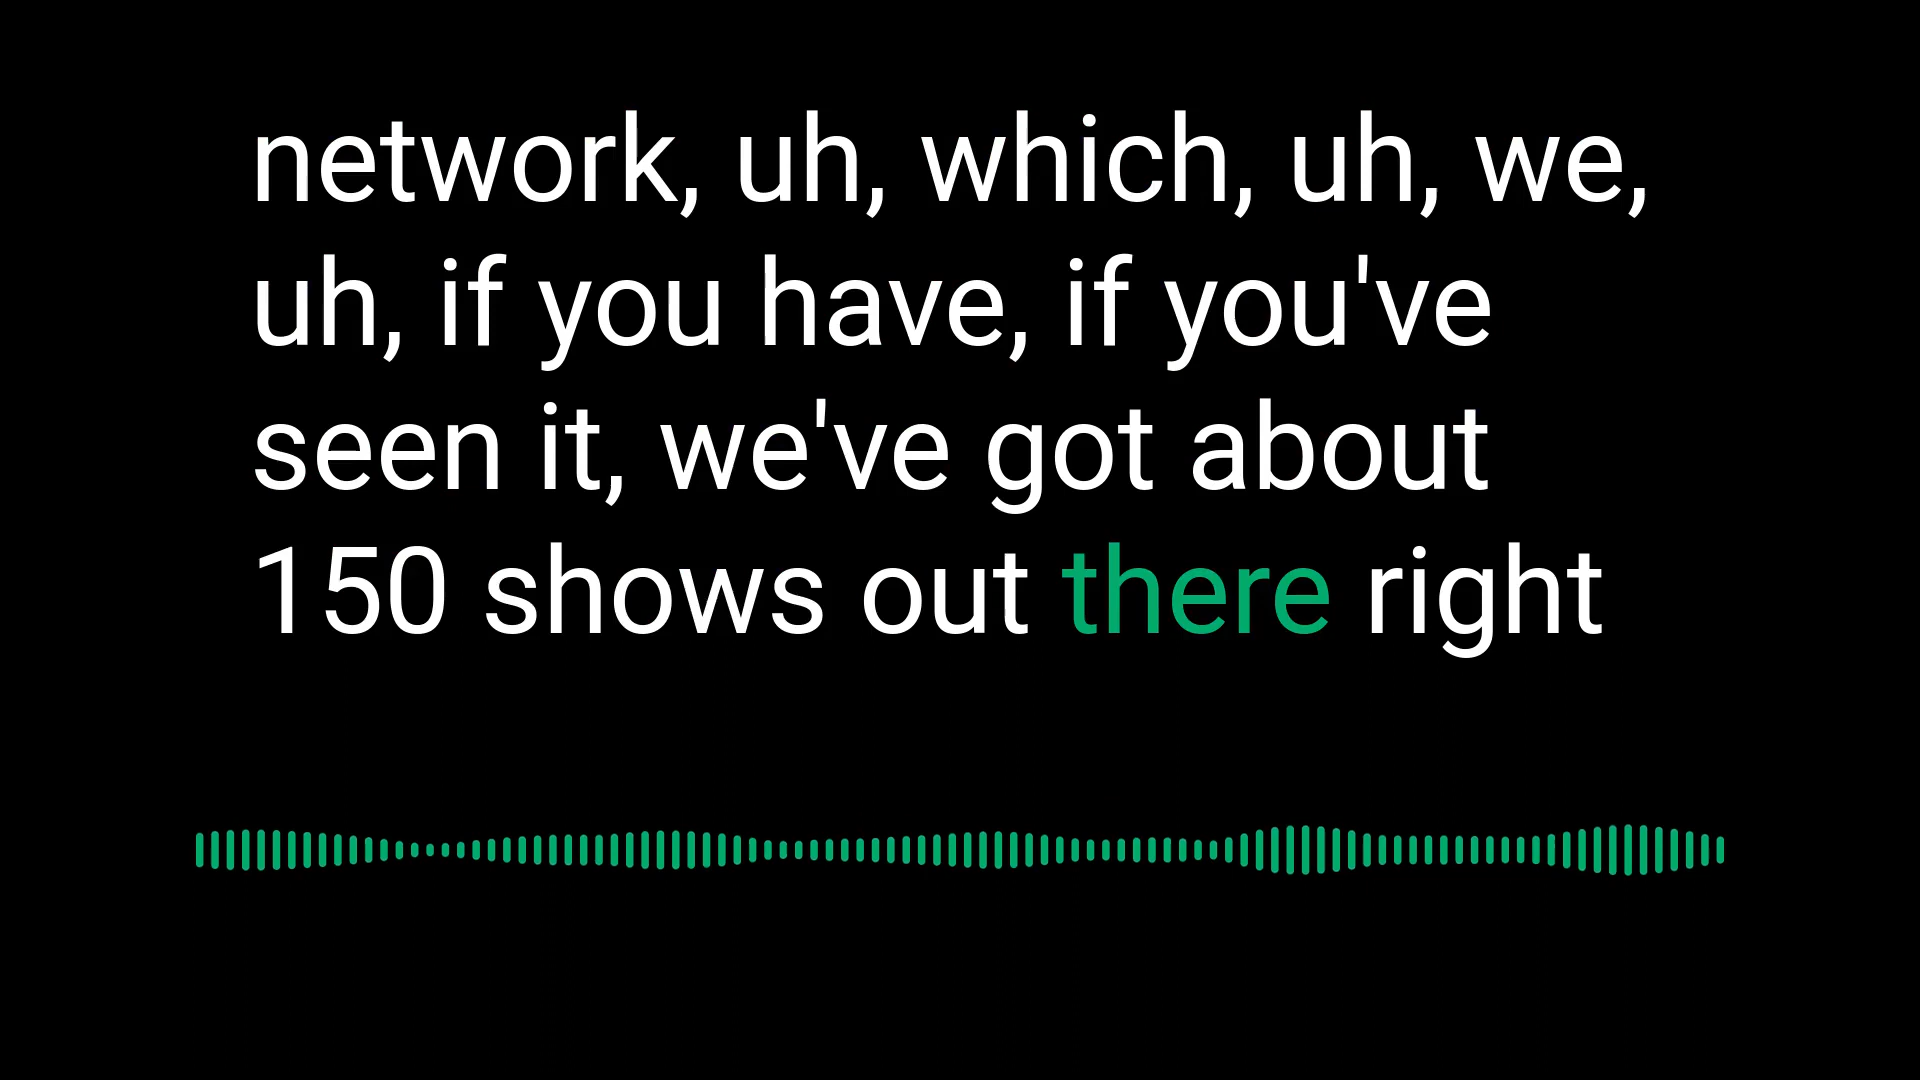 network, uh, which, uh, we,
uh, if you have, if you've
seen it, we've got about
150 shows out there right